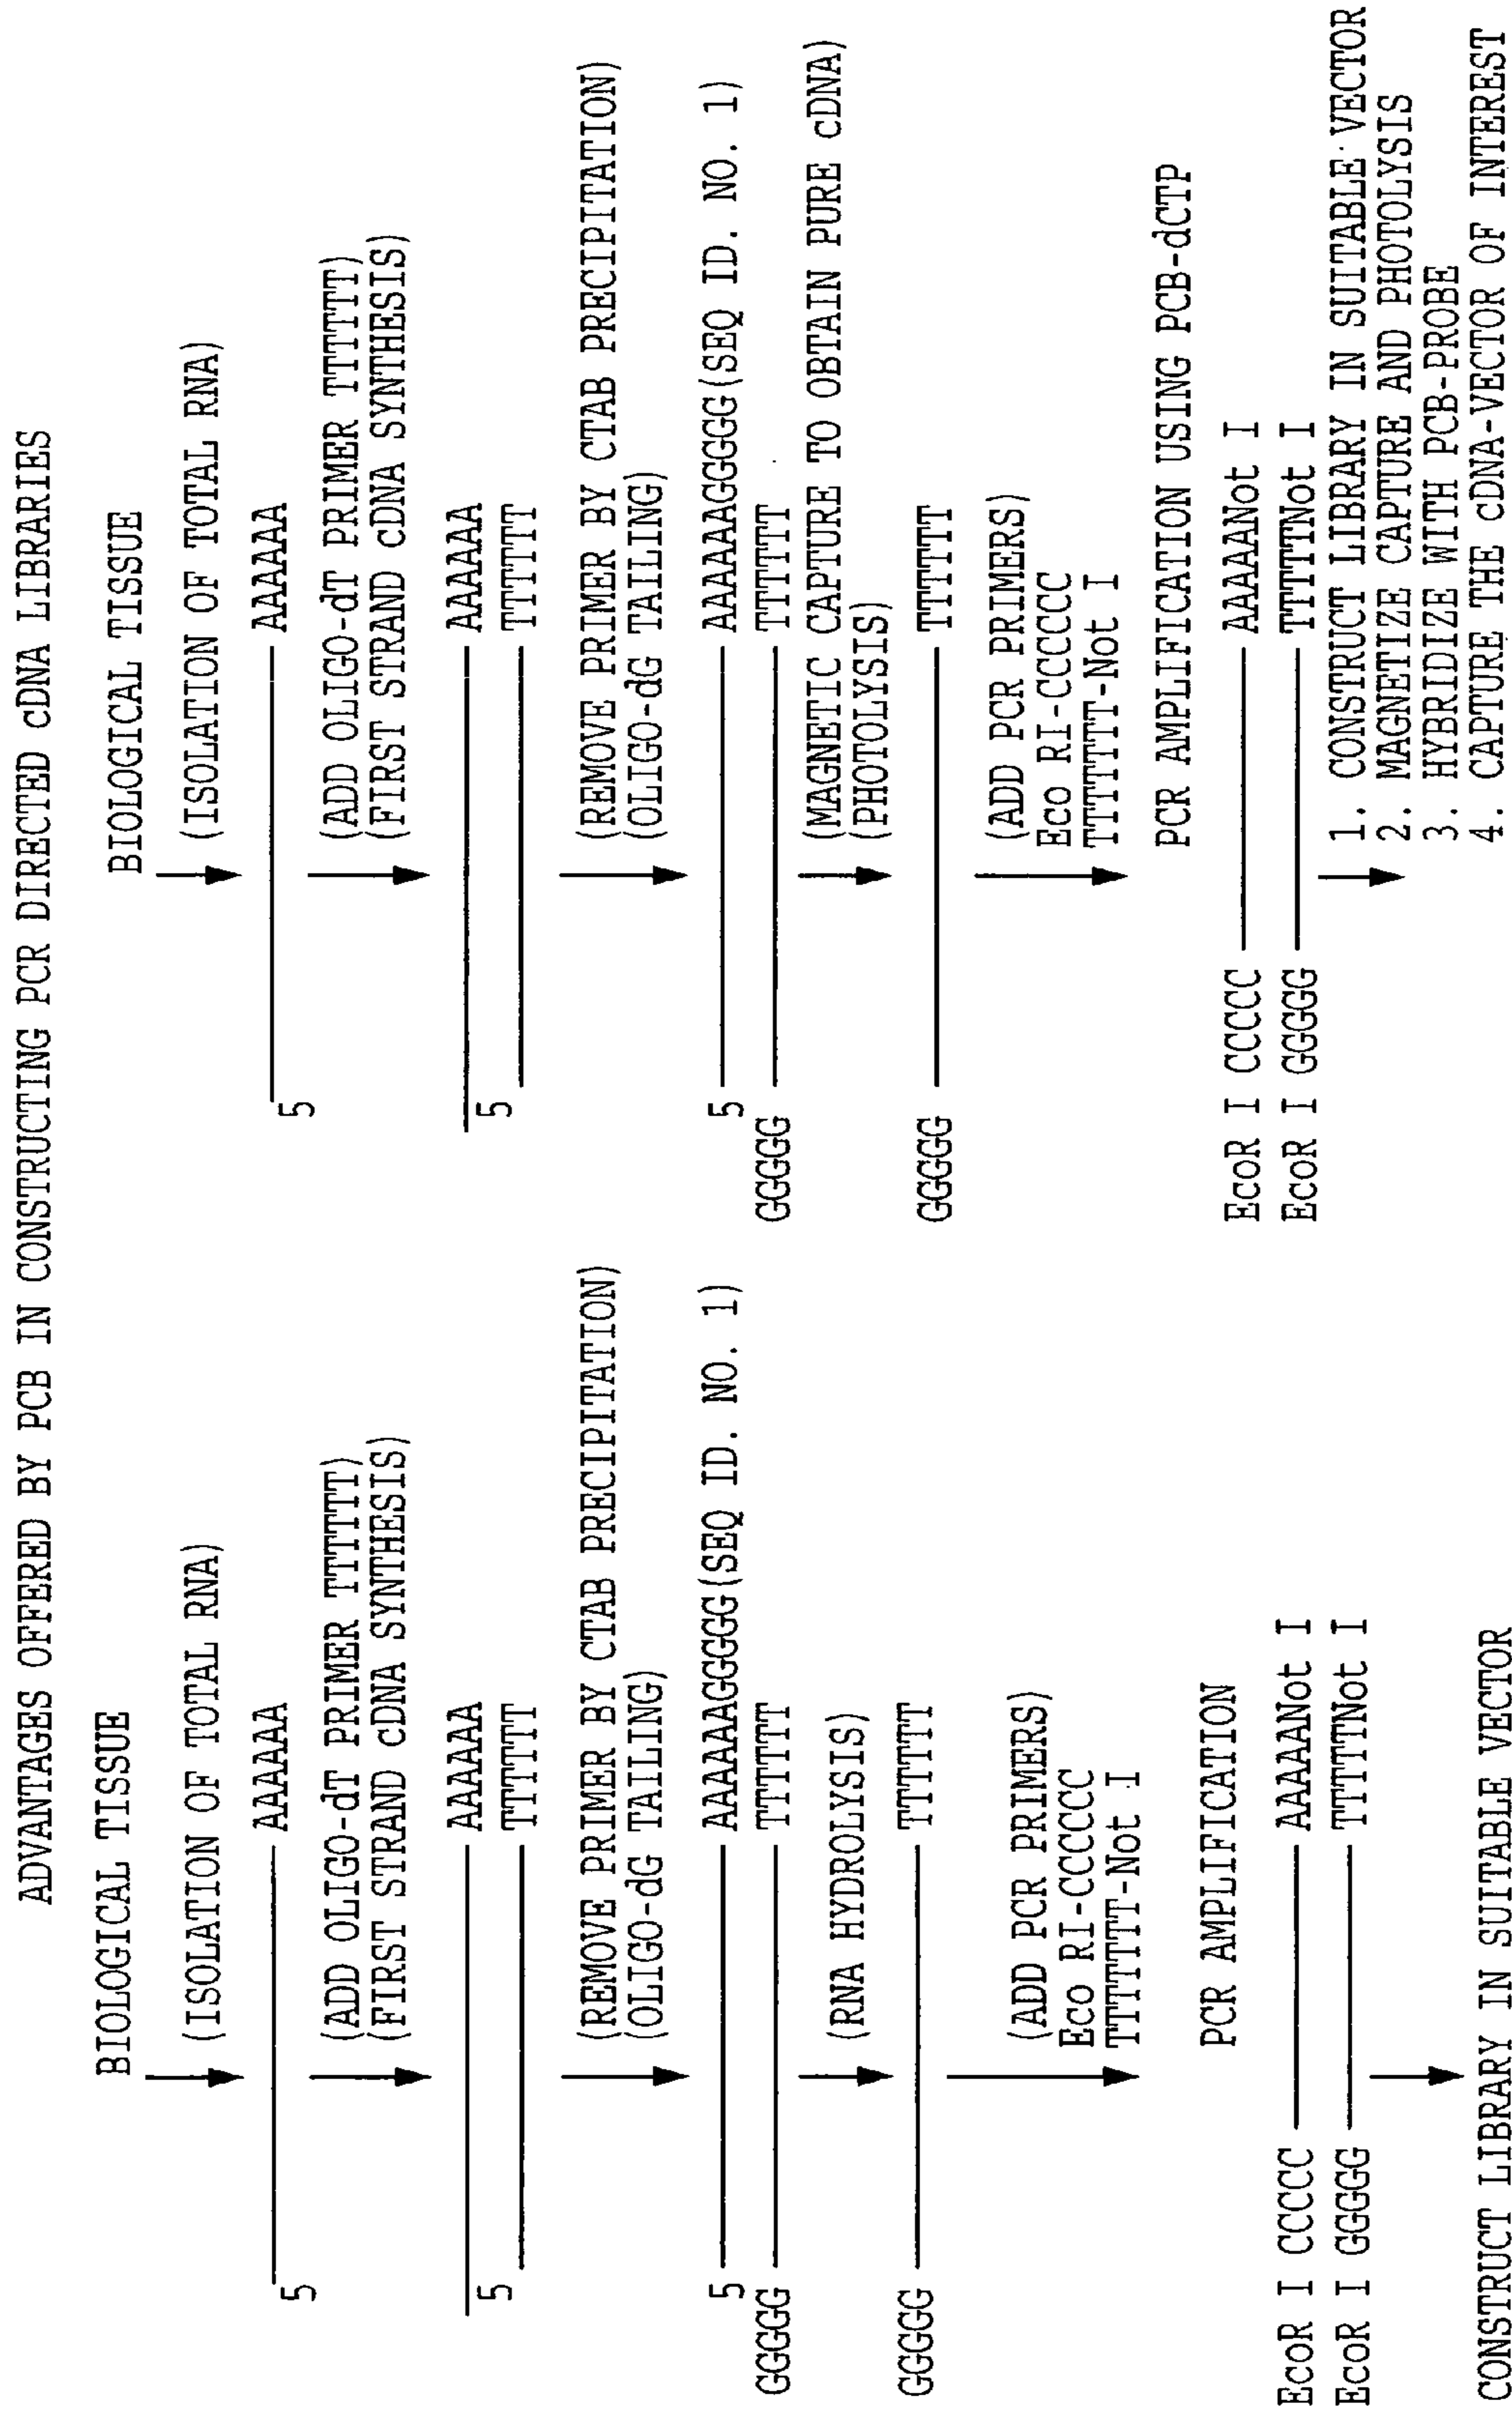 ADVANTAGES OFFERED BY PCB IN CONSTRUCTING PCR DIRECTED cDNA LIBRARIES
BIOLOGICAL TISSUE
(ISOLATION OF TOTAL RNA)
AAAAAA
5
(ADD OLIGO-dT PRIMER TTTTTT)
(FIRST STRAND cDNA SYNTHESIS)
AAAAAA
5
TTTTTT
(REMOVE PRIMER BY CTAB PRECIPITATION)
(OLIGO-dG TAILING)
AAAAAAGGGGG(SEQ ID. NO. 1)
5
GGGGG TTTTTT
(RNA HYDROLYSIS)
GGGGG TTTTTT
(ADD PCR PRIMERS)
Eco RI-CCCCCC
TTTTTTT-Not I
PCR AMPLIFICATION
EcoR I CCCCC AAAAANot I
EcoR I GGGGG TTTTTNot I
CONSTRUCT LIBRARY IN SUITABLE VECTOR
BIOLOGICAL TISSUE
(ISOLATION OF TOTAL RNA)
AAAAAA
5
(ADD OLIGO-dT PRIMER TTTTTT)
(FIRST STRAND cDNA SYNTHESIS)
AAAAAA
5
TTTTTT
(REMOVE PRIMER BY CTAB PRECIPITATION)
(OLIGO-dG TAILING)
AAAAAAGGGGG(SEQ ID. NO. 1)
5
GGGGG TTTTTT
(MAGNETIC CAPTURE TO OBTAIN PURE cDNA)
(PHOTOLYSIS)
GGGGG TTTTTT
(ADD PCR PRIMERS)
Eco RI-CCCCCC
TTTTTTT-Not I
PCR AMPLIFICATION USING PCB-dCTP
EcoR I CCCCC AAAAANot I
EcoR I GGGGG TTTTTNot I
1. CONSTRUCT LIBRARY IN SUITABLE VECTOR
2. MAGNETIZE CAPTURE AND PHOTOLYSIS
3. HYBRIDIZE WITH PCB-PROBE
4. CAPTURE THE CDNA-VECTOR OF INTEREST